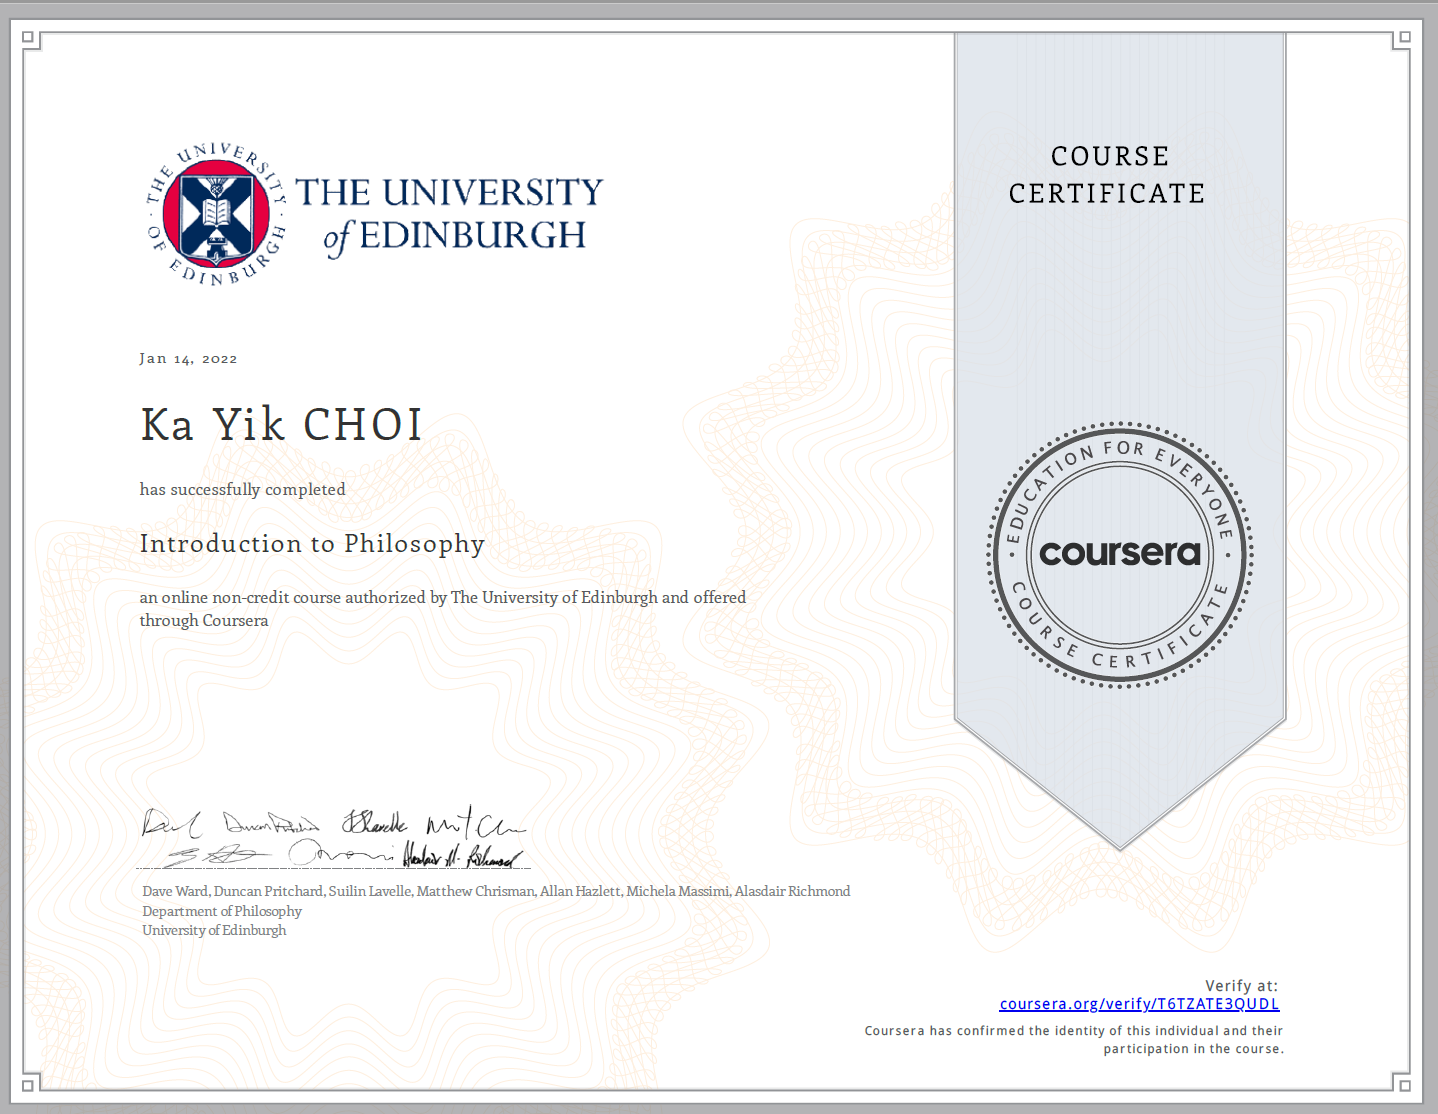 THE UNIVERSITY
OF EDINBURGH
THE UNIVERSITY
of EDINBURGH
COURSE
CERTIFICATE
Jan 14, 2022
Ka Yik CHOI
has successfully completed
Introduction to Philosophy
an online non-credit course authorized by The University of Edinburgh and offered
through Coursera
EDUCATION FOR EVERYONE
coursera
COURSE CERTIFICATE
Dave Ward, Duncan Pritchard, Suilin Lavelle, Matthew Chrisman, Allan Hazlett, Michela Massimi, Alasdair Richmond
Department of Philosophy
University of Edinburgh
Verify at:
coursera.org/verify/T6TZATE3QUDL
Coursera has confirmed the identity of this individual and their
participation in the course.